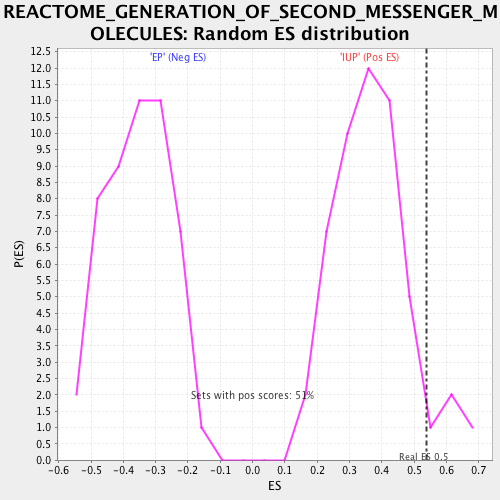 REACTOME_GENERATION_OF_SECOND_MESSENGER_M
OLECULES: Random ES distribution
'EP' (Neg ES)
'IUP' (Pos ES)
12.5
12.0
11.5
11.0
10.5
10.0
9.5
9.0
8.5
8.0
7.5
7.0
6.5
6.0
5.5
5.0
4.5
4.0
3.5
3.0
2.5
2.0
1.5
1.0
0.5
0.0
P(ES)
Sets with pos scores: 51%
Real ES 0.5
-0.6 -0.5 -0.4 -0.3 -0.2 -0.1 0.0 0.1 0.2 0.3 0.4 0.5 0.6 0.7
ES